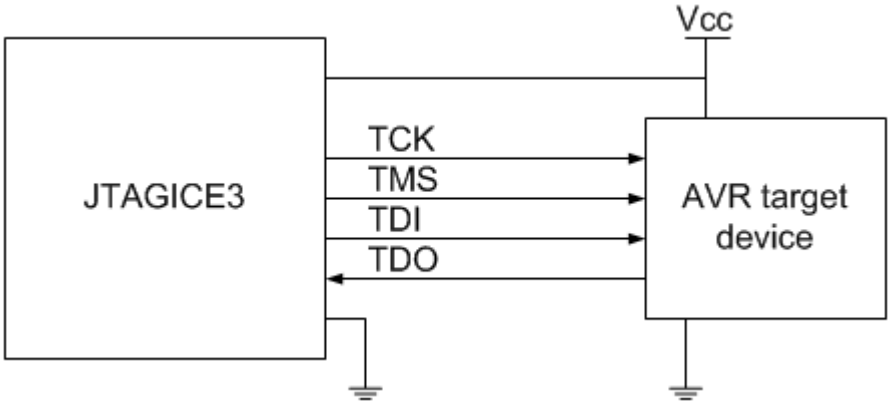 Vcc
TCK
TMS
JTAGICE3
AVR target
device
TDI
TDO